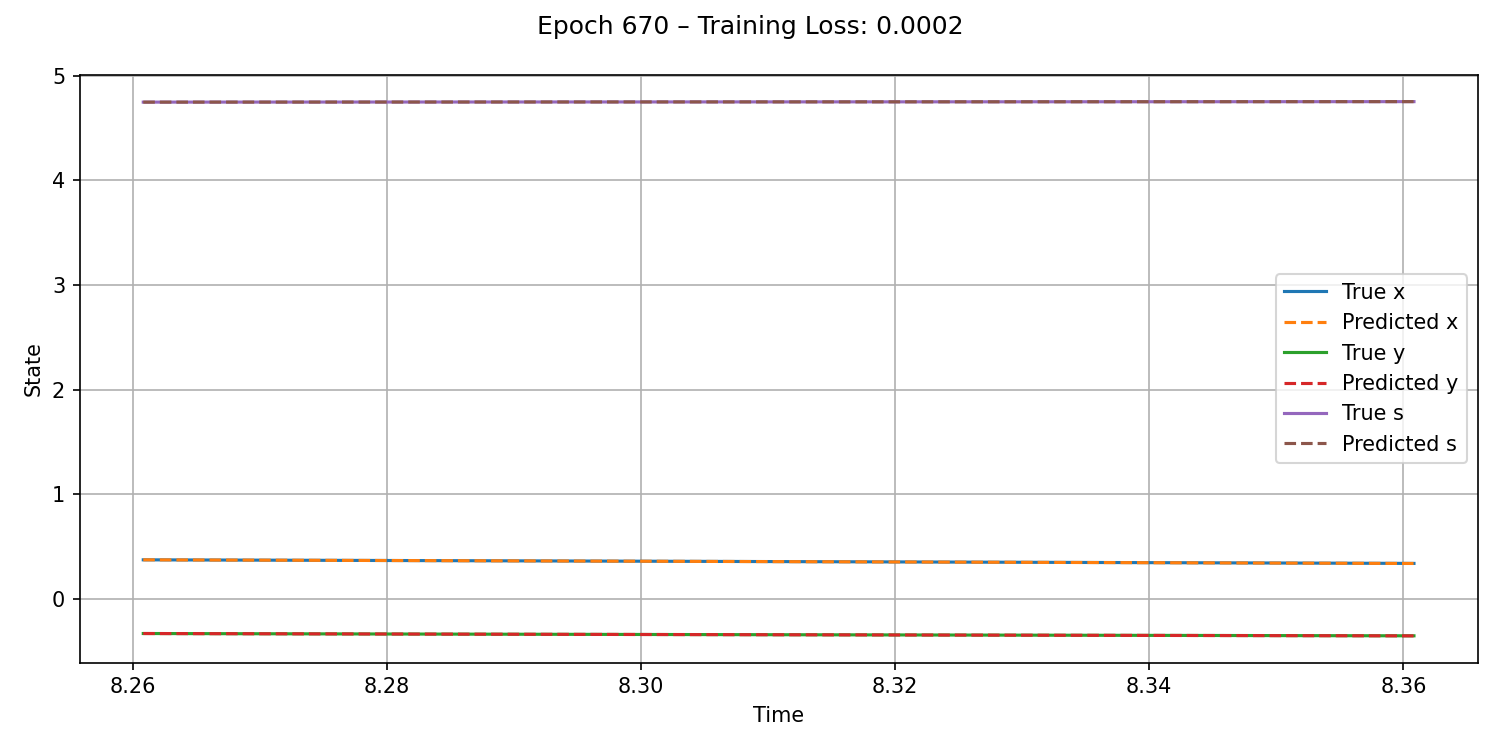 Epoch 670 – Training Loss: 0.0002
5
4
3
2
1
0
State
True x
Predicted x
True y
Predicted y
True s
Predicted s
8.26 8.28 8.30 8.32 8.34 8.36
Time